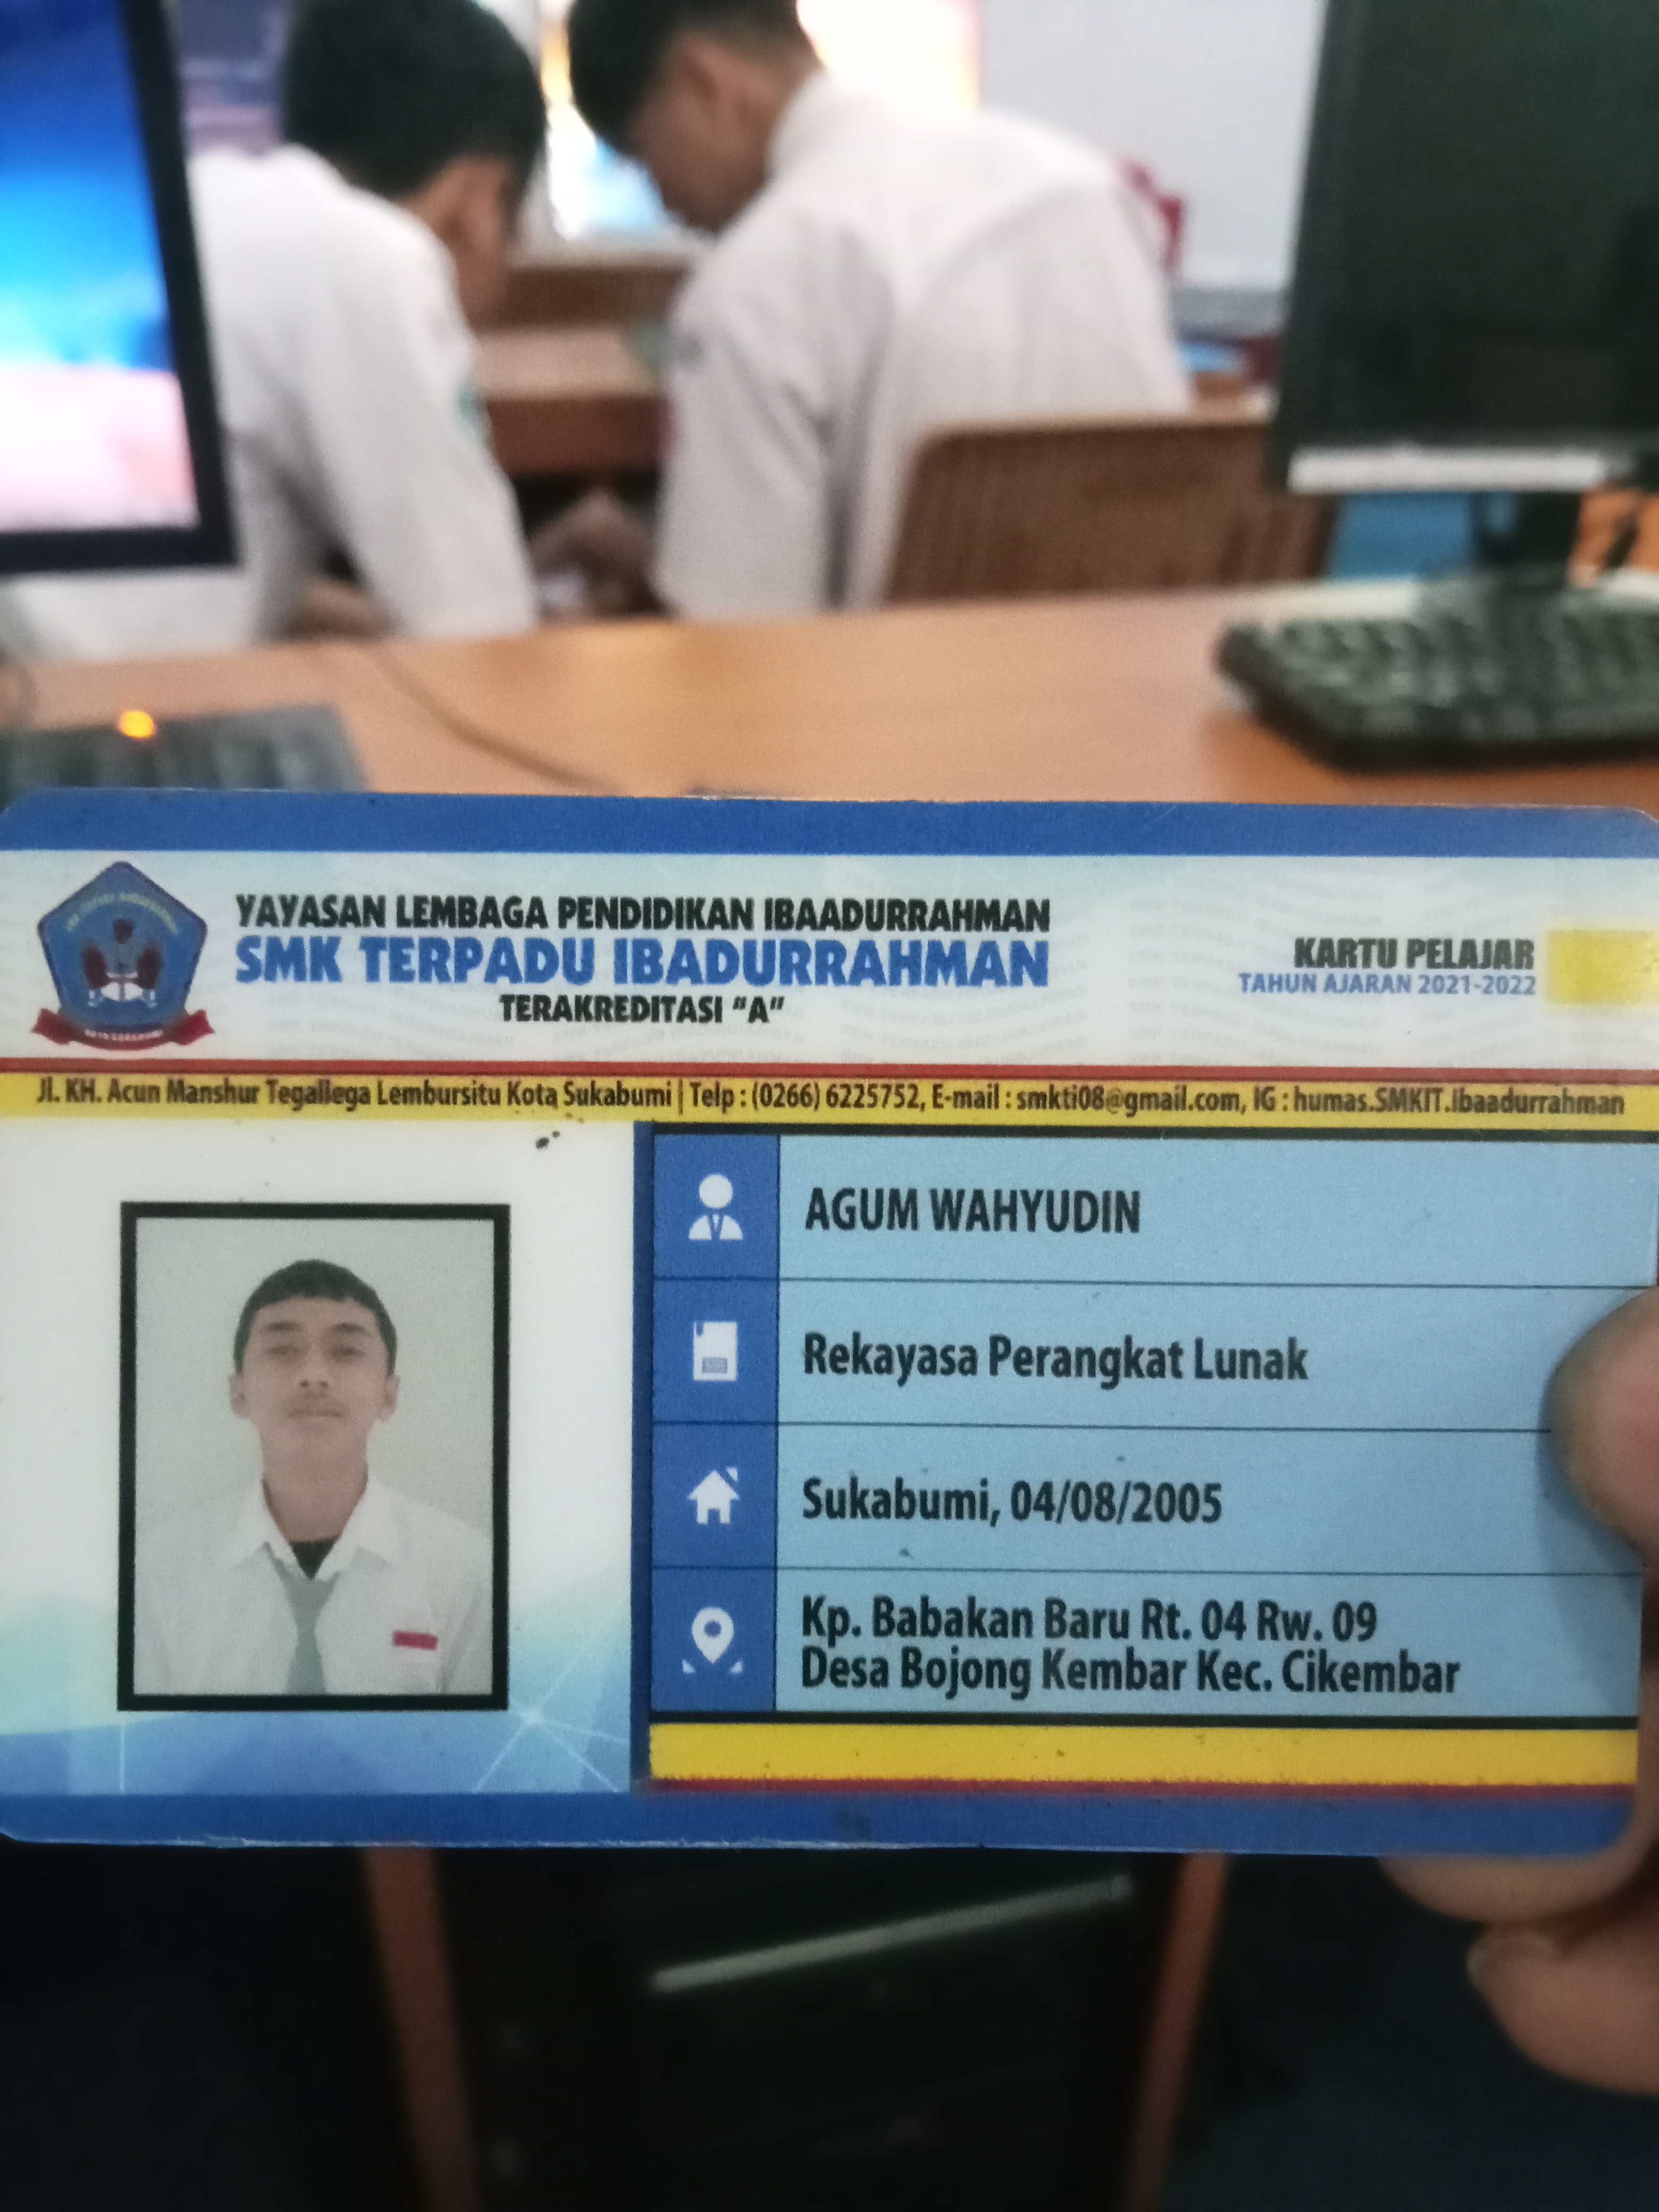 YAYASAN LEMBAGA PENDIDIKAN IBAADURRAHMAN
SMK TERPADU IBADURRAHMAN
TERAKREDITASI "A"
KARTU PELAJAR
TAHUN AJARAN 2021-2022
Jl. KH. Acun Manshur Tegallega Lembursitu Kota Sukabumi | Telp : (0266) 6225752, E-mail : smkti08@gmail.com, IG : humas.SMKIT.Ibaadurrahman
AGUM WAHYUDIN
Rekayasa Perangkat Lunak
Sukabumi, 04/08/2005
Kp. Babakan Baru Rt. 04 Rw. 09
Desa Bojong Kembar Kec. Cikembar